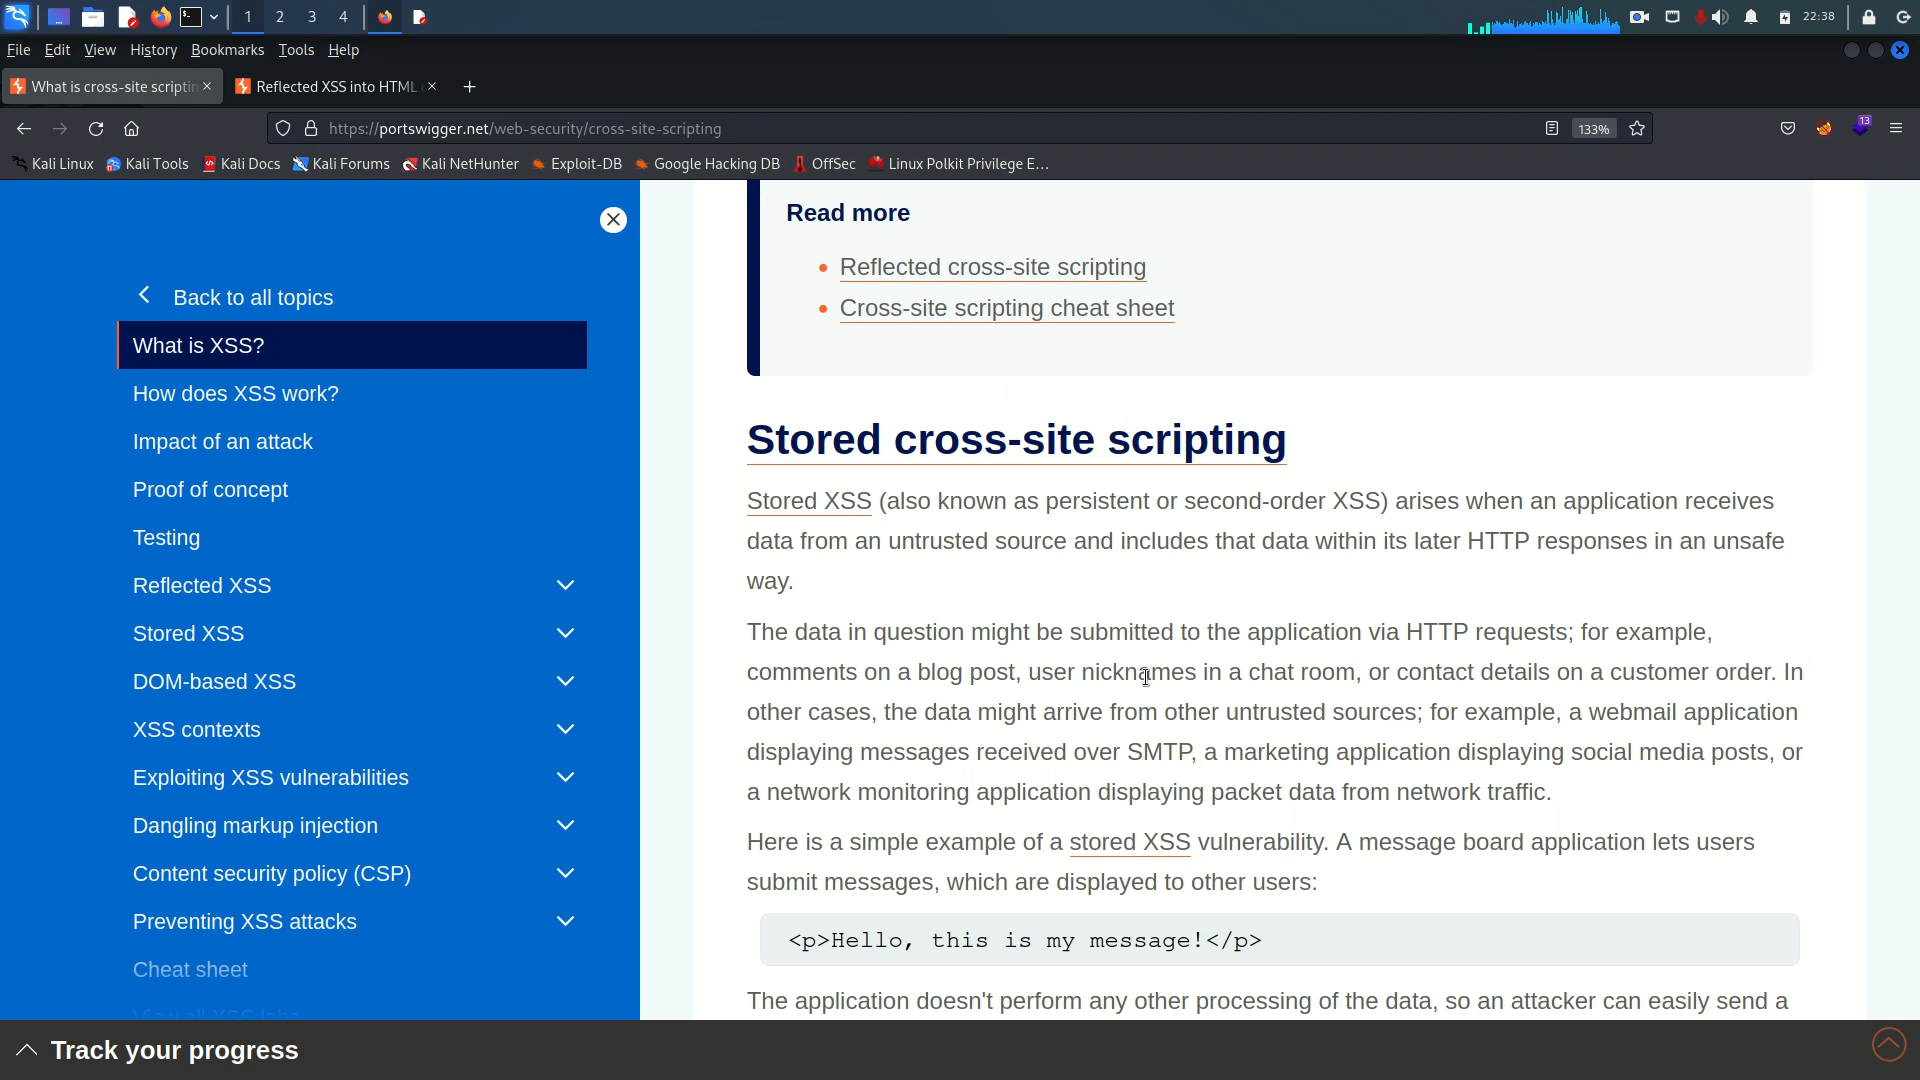 1 2 3 4 22:38
File Edit View History Bookmarks Tools Help
What is cross-site scriptin Reflected XSS into HTML
https://portswigger.net/web-security/cross-site-scripting 133% 13
Kali Linux Kali Tools Kali Docs Kali Forums Kali NetHunter Exploit-DB Google Hacking DB OffSec Linux Polkit Privilege E...
Back to all topics
What is XSS?
How does XSS work?
Impact of an attack
Proof of concept
Testing
Reflected XSS
Stored XSS
DOM-based XSS
XSS contexts
Exploiting XSS vulnerabilities
Dangling markup injection
Content security policy (CSP)
Preventing XSS attacks
Cheat sheet
View all XSS labs
Read more
Reflected cross-site scripting
Cross-site scripting cheat sheet
Stored cross-site scripting
Stored XSS (also known as persistent or second-order XSS) arises when an application receives
data from an untrusted source and includes that data within its later HTTP responses in an unsafe
way.
The data in question might be submitted to the application via HTTP requests; for example,
comments on a blog post, user nicknames in a chat room, or contact details on a customer order. In
other cases, the data might arrive from other untrusted sources; for example, a webmail application
displaying messages received over SMTP, a marketing application displaying social media posts, or
a network monitoring application displaying packet data from network traffic.
Here is a simple example of a stored XSS vulnerability. A message board application lets users
submit messages, which are displayed to other users:
<p>Hello, this is my message!</p>
The application doesn't perform any other processing of the data, so an attacker can easily send a
Track your progress